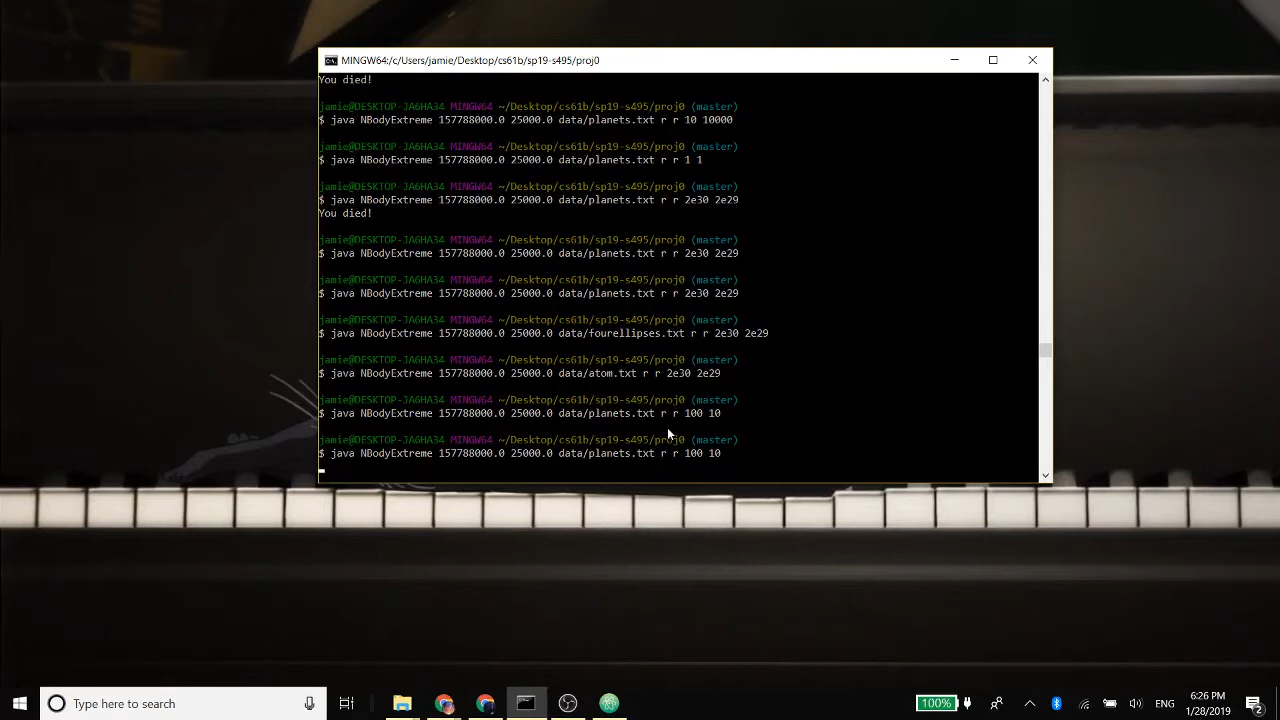 MINGW64:/c/Users/jamie/Desktop/cs61b/sp19-s495/proj0
You died!
jamie@DESKTOP-JA6HA34 MINGW64 ~/Desktop/cs61b/sp19-s495/proj0 (master)
$ java NBodyExtreme 157788000.0 25000.0 data/planets.txt r r 10 10000
jamie@DESKTOP-JA6HA34 MINGW64 ~/Desktop/cs61b/sp19-s495/proj0 (master)
$ java NBodyExtreme 157788000.0 25000.0 data/planets.txt r r 1 1
jamie@DESKTOP-JA6HA34 MINGW64 ~/Desktop/cs61b/sp19-s495/proj0 (master)
$ java NBodyExtreme 157788000.0 25000.0 data/planets.txt r r 2e30 2e29
You died!
jamie@DESKTOP-JA6HA34 MINGW64 ~/Desktop/cs61b/sp19-s495/proj0 (master)
$ java NBodyExtreme 157788000.0 25000.0 data/planets.txt r r 2e30 2e29
jamie@DESKTOP-JA6HA34 MINGW64 ~/Desktop/cs61b/sp19-s495/proj0 (master)
$ java NBodyExtreme 157788000.0 25000.0 data/planets.txt r r 2e30 2e29
jamie@DESKTOP-JA6HA34 MINGW64 ~/Desktop/cs61b/sp19-s495/proj0 (master)
$ java NBodyExtreme 157788000.0 25000.0 data/fourellipses.txt r r 2e30 2e29
jamie@DESKTOP-JA6HA34 MINGW64 ~/Desktop/cs61b/sp19-s495/proj0 (master)
$ java NBodyExtreme 157788000.0 25000.0 data/atom.txt r r 2e30 2e29
jamie@DESKTOP-JA6HA34 MINGW64 ~/Desktop/cs61b/sp19-s495/proj0 (master)
$ java NBodyExtreme 157788000.0 25000.0 data/planets.txt r r 100 10
jamie@DESKTOP-JA6HA34 MINGW64 ~/Desktop/cs61b/sp19-s495/proj0 (master)
$ java NBodyExtreme 157788000.0 25000.0 data/planets.txt r r 100 10
Type here to search
100%
ENG
6:26 PM
1/28/2019
2